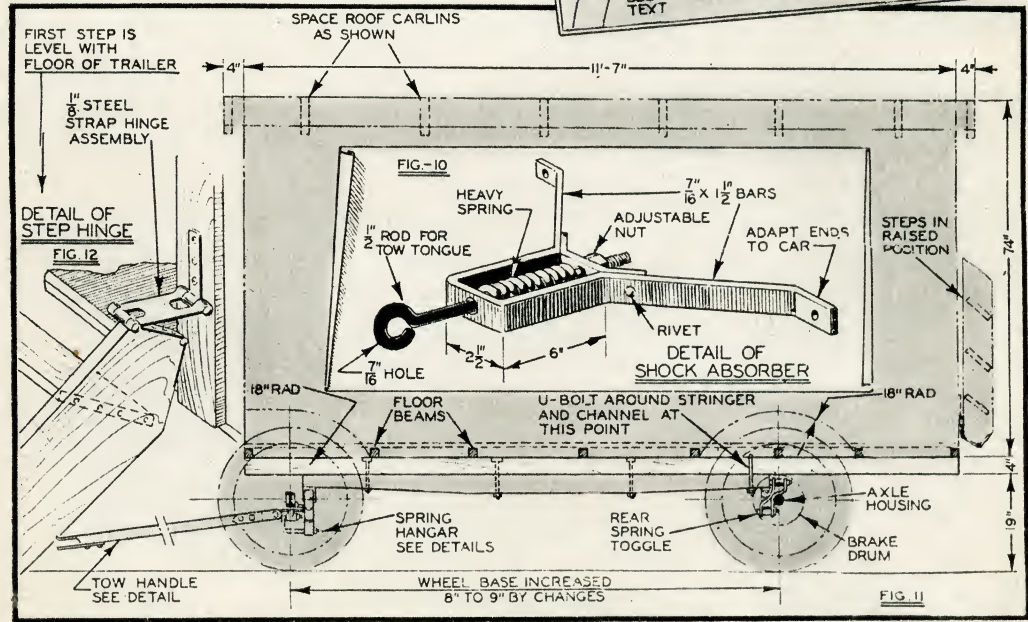 TEXT
SPACE ROOF CARLINS
AS SHOWN
FIRST STEP IS
LEVEL WITH
FLOOR OF TRAILER
4"
11'-7"
4"
1/8" STEEL
STRAP HINGE
ASSEMBLY
DETAIL OF
STEP HINGE
FIG. 12
FIG.-10
HEAVY
SPRING
7/16" X 1 1/2" BARS
ADJUSTABLE
NUT
1/2" ROD FOR
TOW TONGUE
ADAPT ENDS
TO CAR
STEPS IN
RAISED
POSITION
74"
RIVET
2 1/2"
6"
7/16" HOLE
DETAIL OF
SHOCK ABSORBER
18" RAD
FLOOR
BEAMS
U-BOLT AROUND STRINGER
AND CHANNEL AT
THIS POINT
18" RAD
4"
SPRING
HANGAR
SEE DETAILS
REAR
SPRING
TOGGLE
AXLE
HOUSING
BRAKE
DRUM
19"
TOW HANDLE
SEE DETAIL
WHEEL BASE INCREASED
8" TO 9" BY CHANGES
FIG. 11